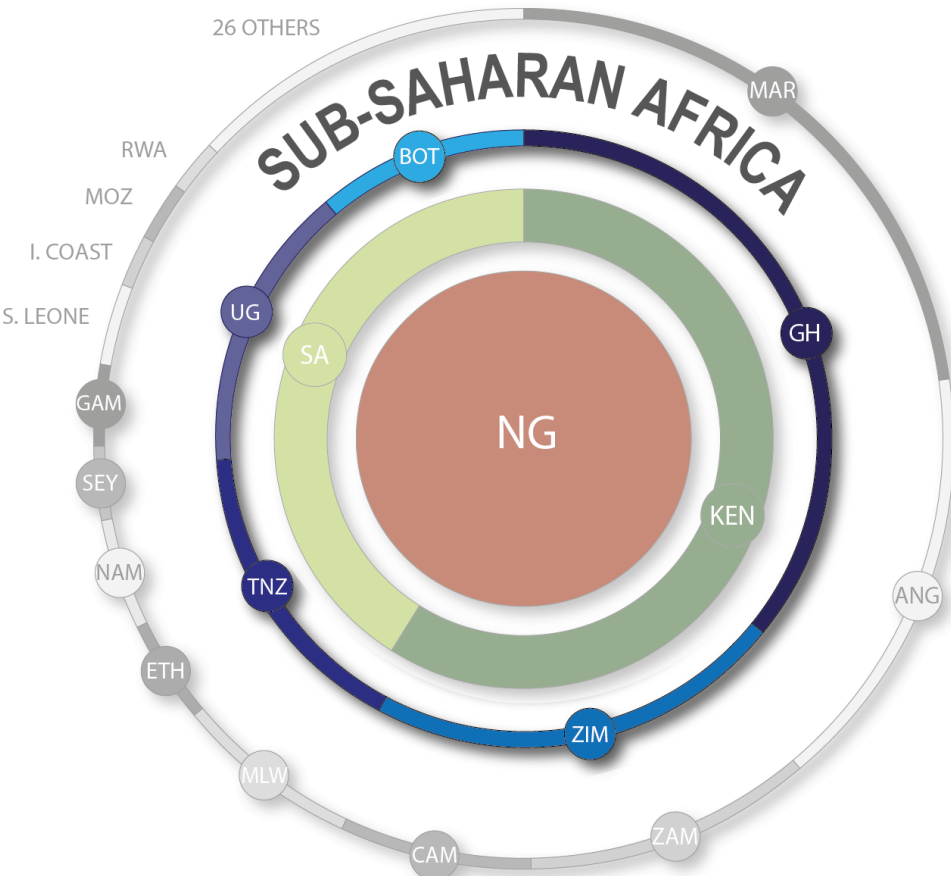 26 OTHERS
MAR
SUB-SAHARAN AFRICA
RWA
BOT
MOZ
I. COAST
UG
S. LEONE
GH
SA
GAM
NG
SEY
KEN
NAM
TNZ
ANG
ETH
ZIM
MLW
ZAM
CAM